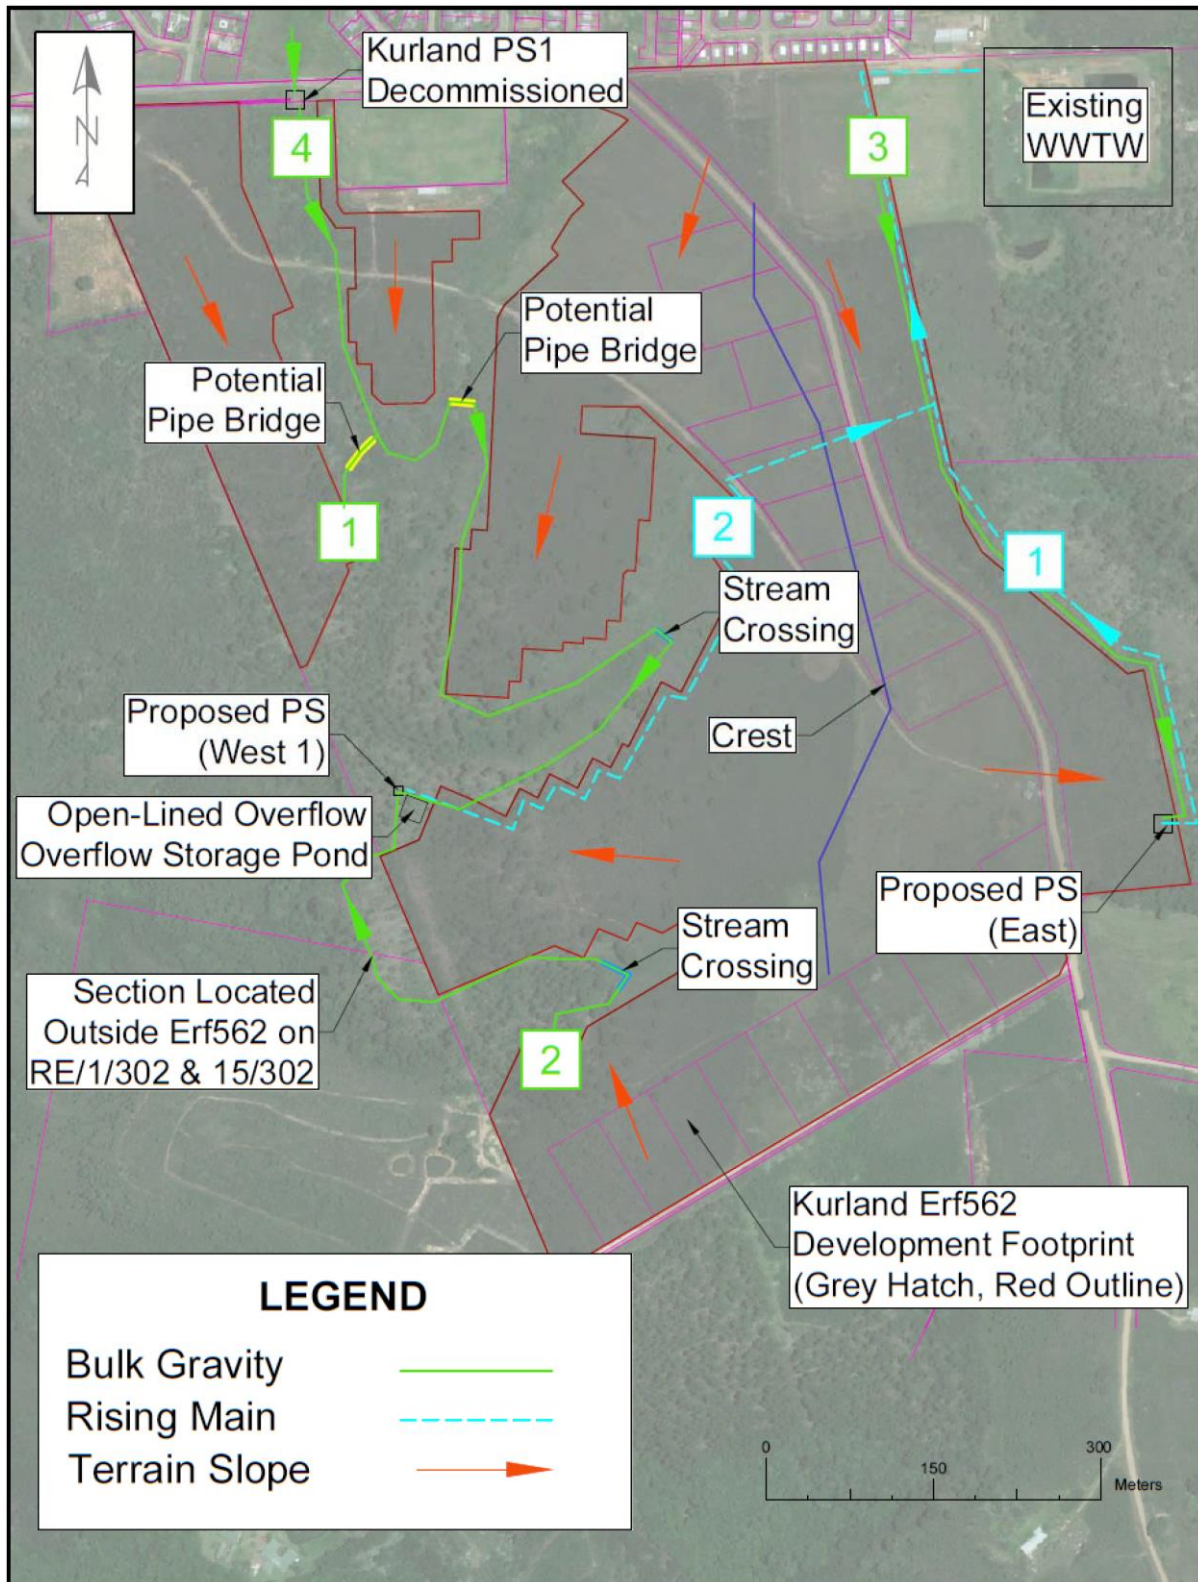 Kurland PS1
Decommissioned
N
4
3
Existing
WWTW
Potential
Pipe Bridge
Potential
Pipe Bridge
1
2
1
Stream
Crossing
Proposed PS
(West 1)
Crest
Open-Lined Overflow
Overflow Storage Pond
Proposed PS
(East)
Stream
Crossing
Section Located
Outside Erf562 on
RE/1/302 & 15/302
2
Kurland Erf562
Development Footprint
(Grey Hatch, Red Outline)
LEGEND
Bulk Gravity
Rising Main
Terrain Slope
0
300
150
Meters